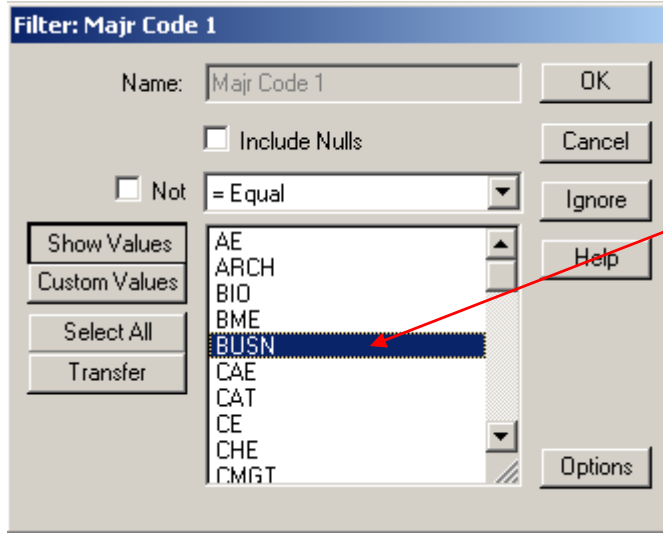 Filter: Majr Code 1
Name: Majr Code 1 OK
Include Nulls Cancel
Not = Equal Ignore
Show Values Help
Custom Values
Select All
Transfer
AE
ARCH
BIO
BME
BUSN
CAE
CAT
CE
CHE
CMGT
Options